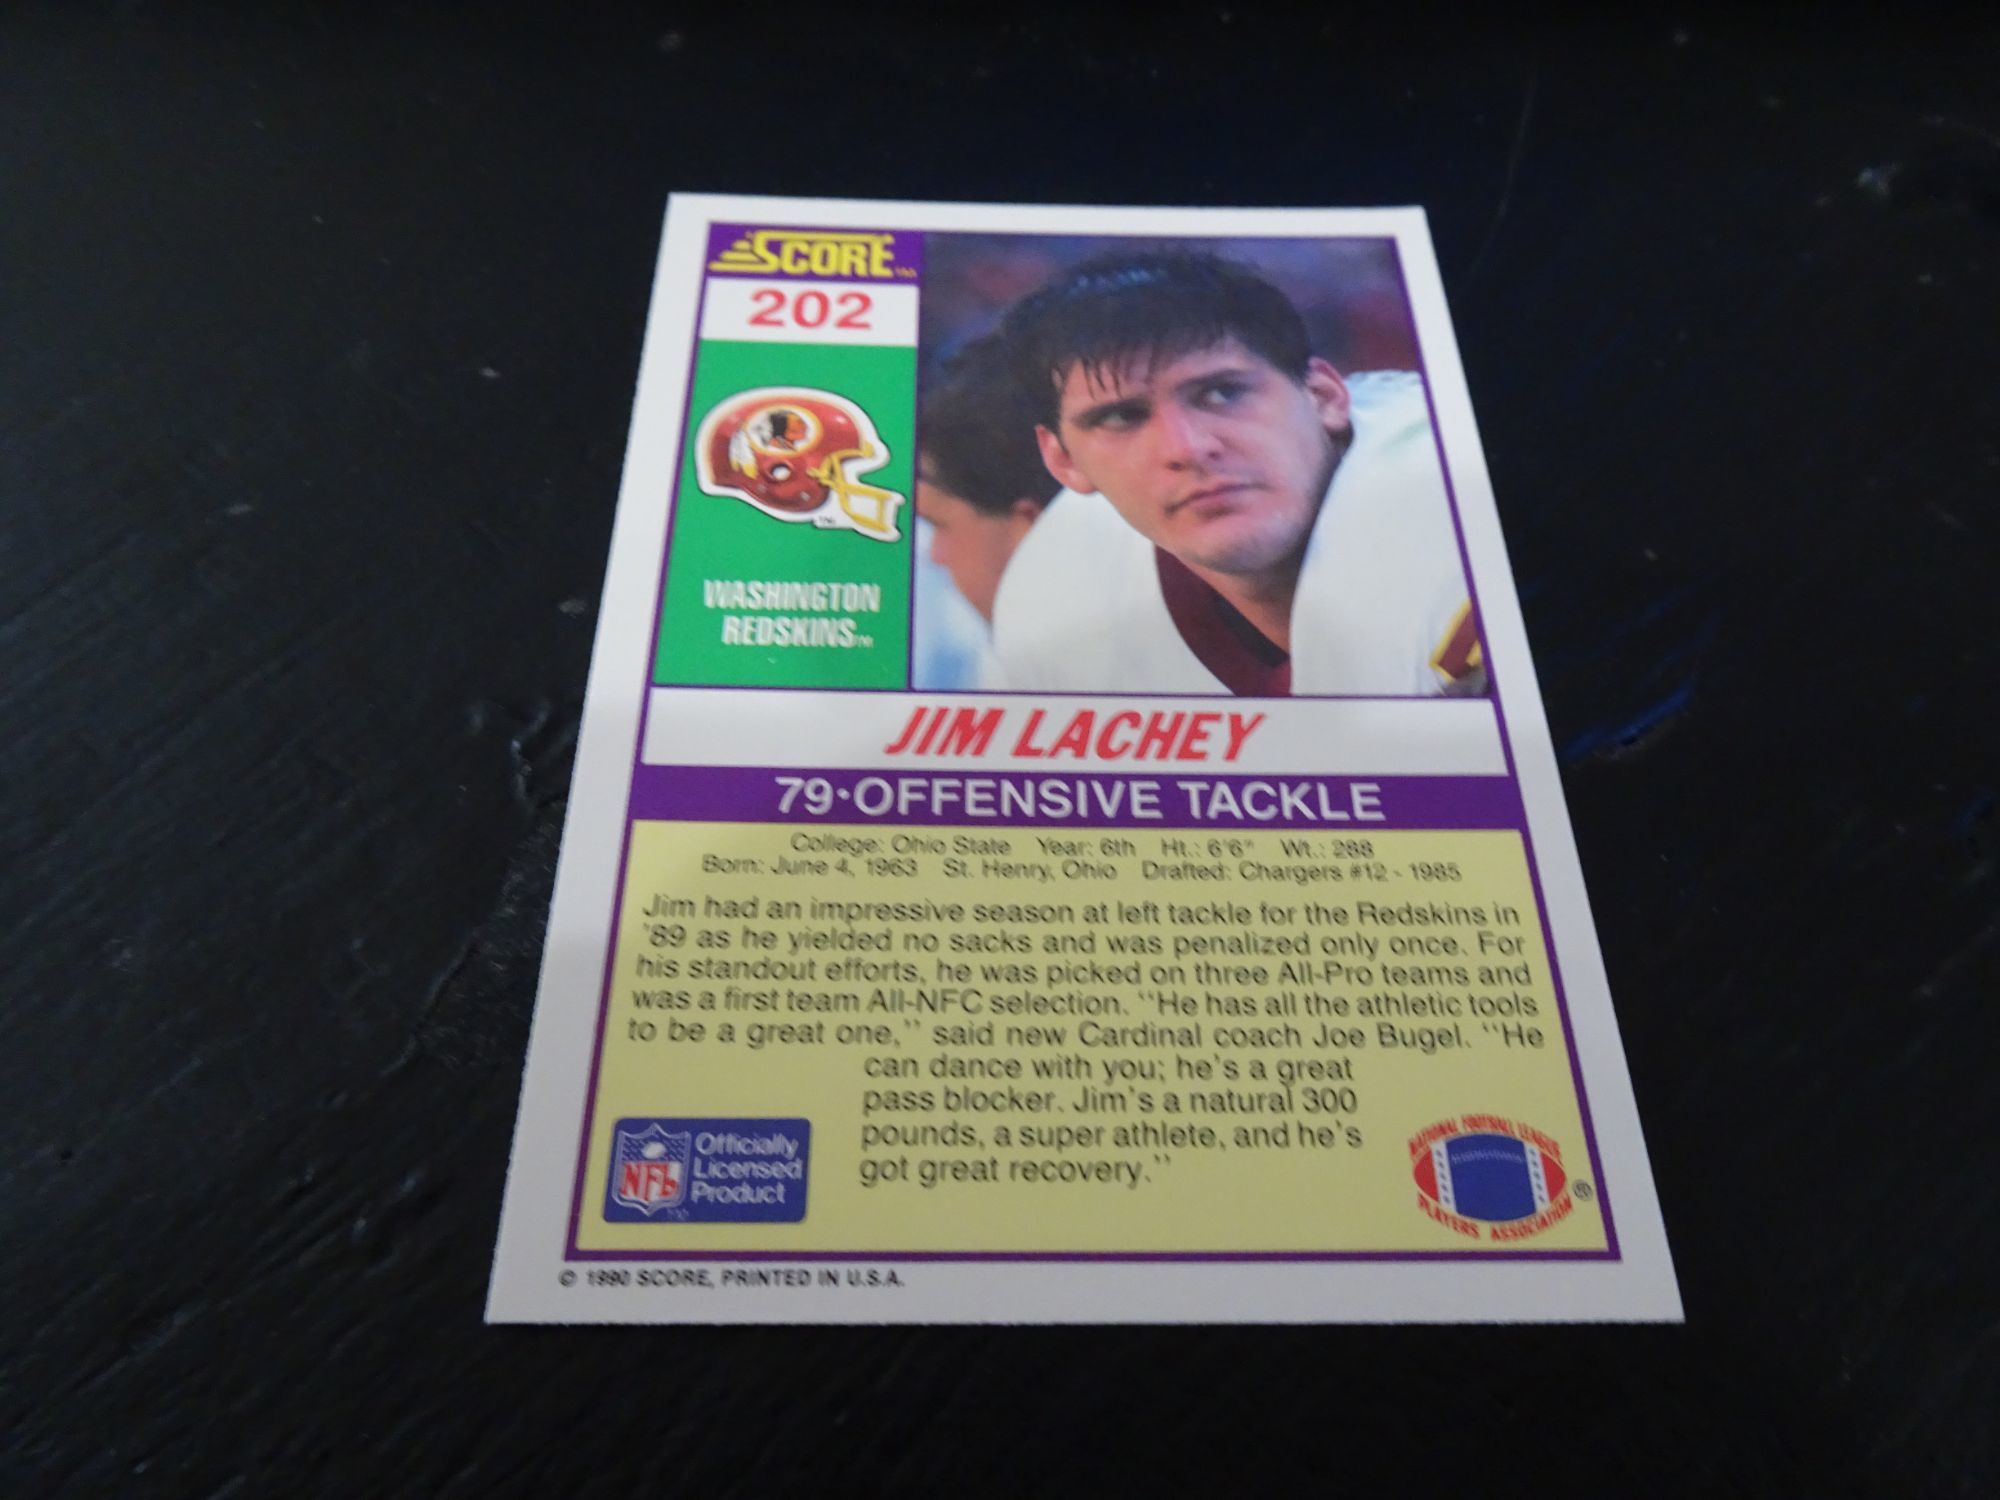 SCORE
202
WASHINGTON
REDSKINS™
JIM LACHEY
79•OFFENSIVE TACKLE
College: Ohio State Year: 6th Ht.: 6'6" Wt.: 288
Born: June 4, 1963 St. Henry, Ohio Drafted: Chargers #12 - 1985
Jim had an impressive season at left tackle for the Redskins in
'89 as he yielded no sacks and was penalized only once. For
his standout efforts, he was picked on three All-Pro teams and
was a first team All-NFC selection. "He has all the athletic tools
to be a great one," said new Cardinal coach Joe Bugel. "He
can dance with you; he's a great
pass blocker. Jim's a natural 300
pounds, a super athlete, and he's
got great recovery."
NFL
Officially
Licensed
Product
NATIONAL FOOTBALL LEAGUE
PLAYERS ASSOCIATION ®
© 1990 SCORE, PRINTED IN U.S.A.